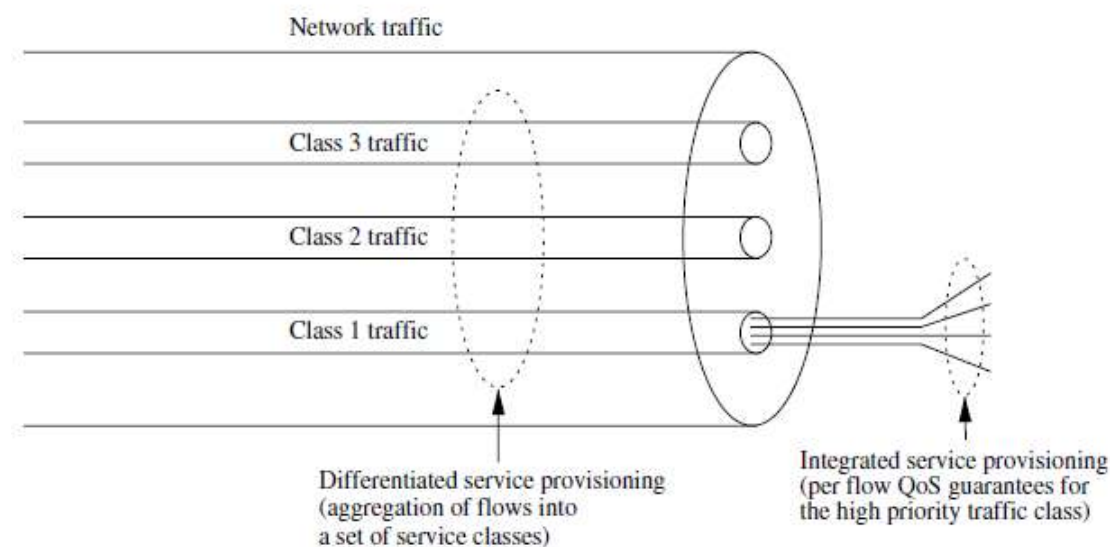 Network traffic
Class 3 traffic
Class 2 traffic
Class 1 traffic
Differentiated service provisioning
(aggregation of flows into
a set of service classes)
Integrated service provisioning
(per flow QoS guarantees for
the high priority traffic class)